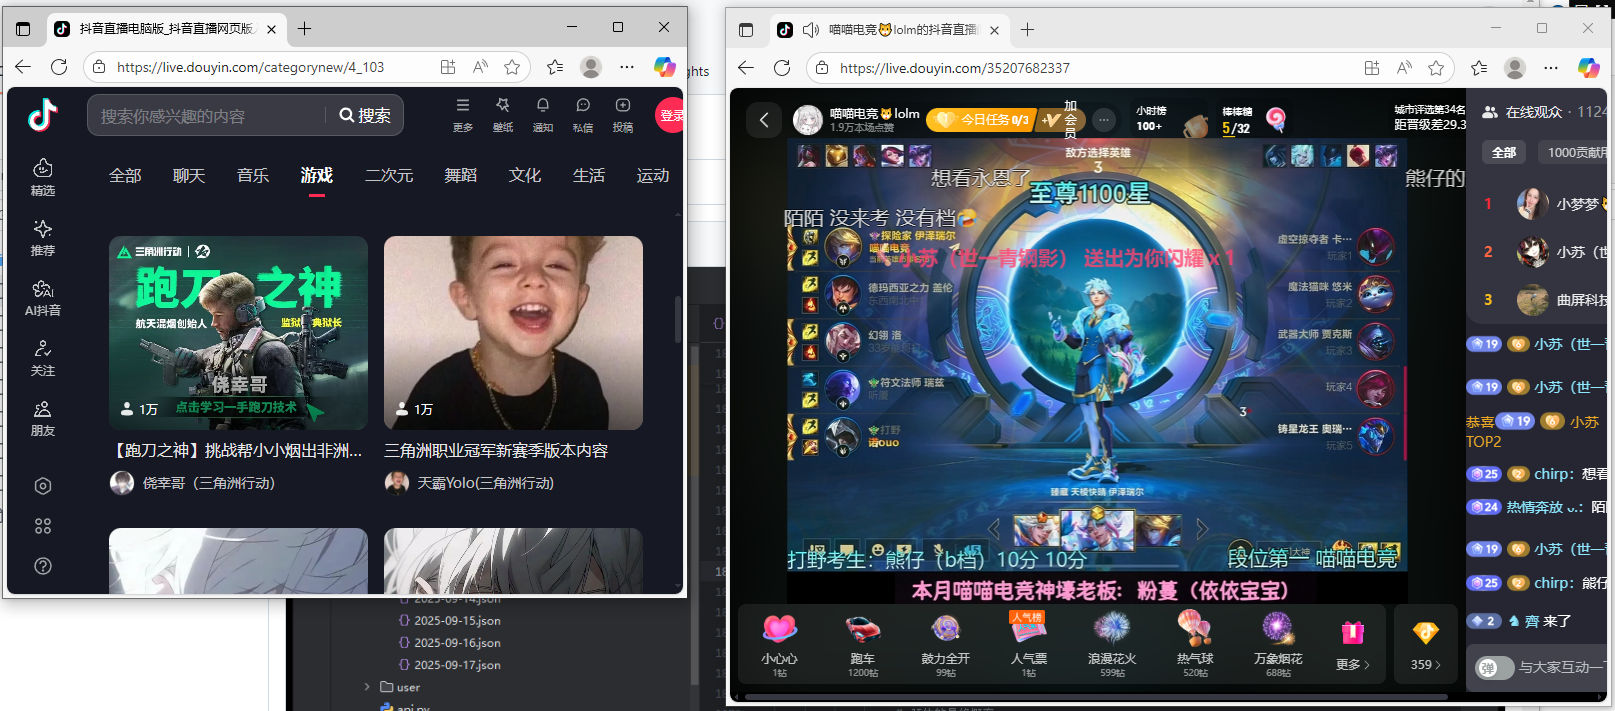 抖音直播电脑版_抖音直播网页版
https://live.douyin.com/categorynew/4_103
搜索你感兴趣的内容
搜索
更多
壁纸
通知
私信
投稿
登录
精选
推荐
AI抖音
关注
朋友
全部
聊天
音乐
游戏
二次元
舞蹈
文化
生活
运动
三角洲行动
跑刀之神
航天混烟创始人
侥幸哥
点击学习一手跑刀技术
1万
【跑刀之神】挑战帮小小烟出非洲...
侥幸哥（三角洲行动）
1万
三角洲职业冠军新赛季版本内容
天霸Yolo(三角洲行动)
ghts
2025-09-14.json
2025-09-15.json
2025-09-16.json
2025-09-17.json
user
api.py
喵喵电竞🐱lolm的抖音直播
https://live.douyin.com/35207682337
喵喵电竞🐱lolm
1.9万本场点赞
今日任务 0/3
加会员
小时榜
100+
棒棒糖
5/32
城市评选第34名
距晋级差29.3
在线观众 · 1124
全部
1000贡献用
敌方选择英雄
3
想看永恩了
至尊1100星
熊仔的
陌陌 没来考 没有档🤣
探险家 伊泽瑞尔
喵喵电竞
小苏（世一青钢影） 送出为你闪耀 x 1
德玛西亚之力 盖伦
幻翎 洛
符文法师 瑞兹
听厦
打野
诺ouo
虚空掠夺者 卡...
玩家1
魔法猫咪 悠米
玩家2
武器大师 贾克斯
玩家3
玩家4
铸星龙王 奥瑞...
玩家5
3
臻藏 天棱快晴 伊泽瑞尔
打野考生：熊仔（b档）10分 10分
段位第一 喵喵电竞
本月喵喵电竞神壕老板：粉蔓（依依宝宝）
小心心
1钻
跑车
1200钻
鼓力全开
99钻
人气榜
人气票
1钻
浪漫花火
599钻
热气球
520钻
万象烟花
688钻
更多
359
1 小梦梦
2 小苏（世
3 曲屏科技
19 小苏（世一青
19 小苏（世一青
恭喜 19 小苏
TOP2
25 chirp：想看
24 热情奔放
19 小苏（世一青
25 chirp：熊仔
2 齊 来了
弹
与大家互动一下